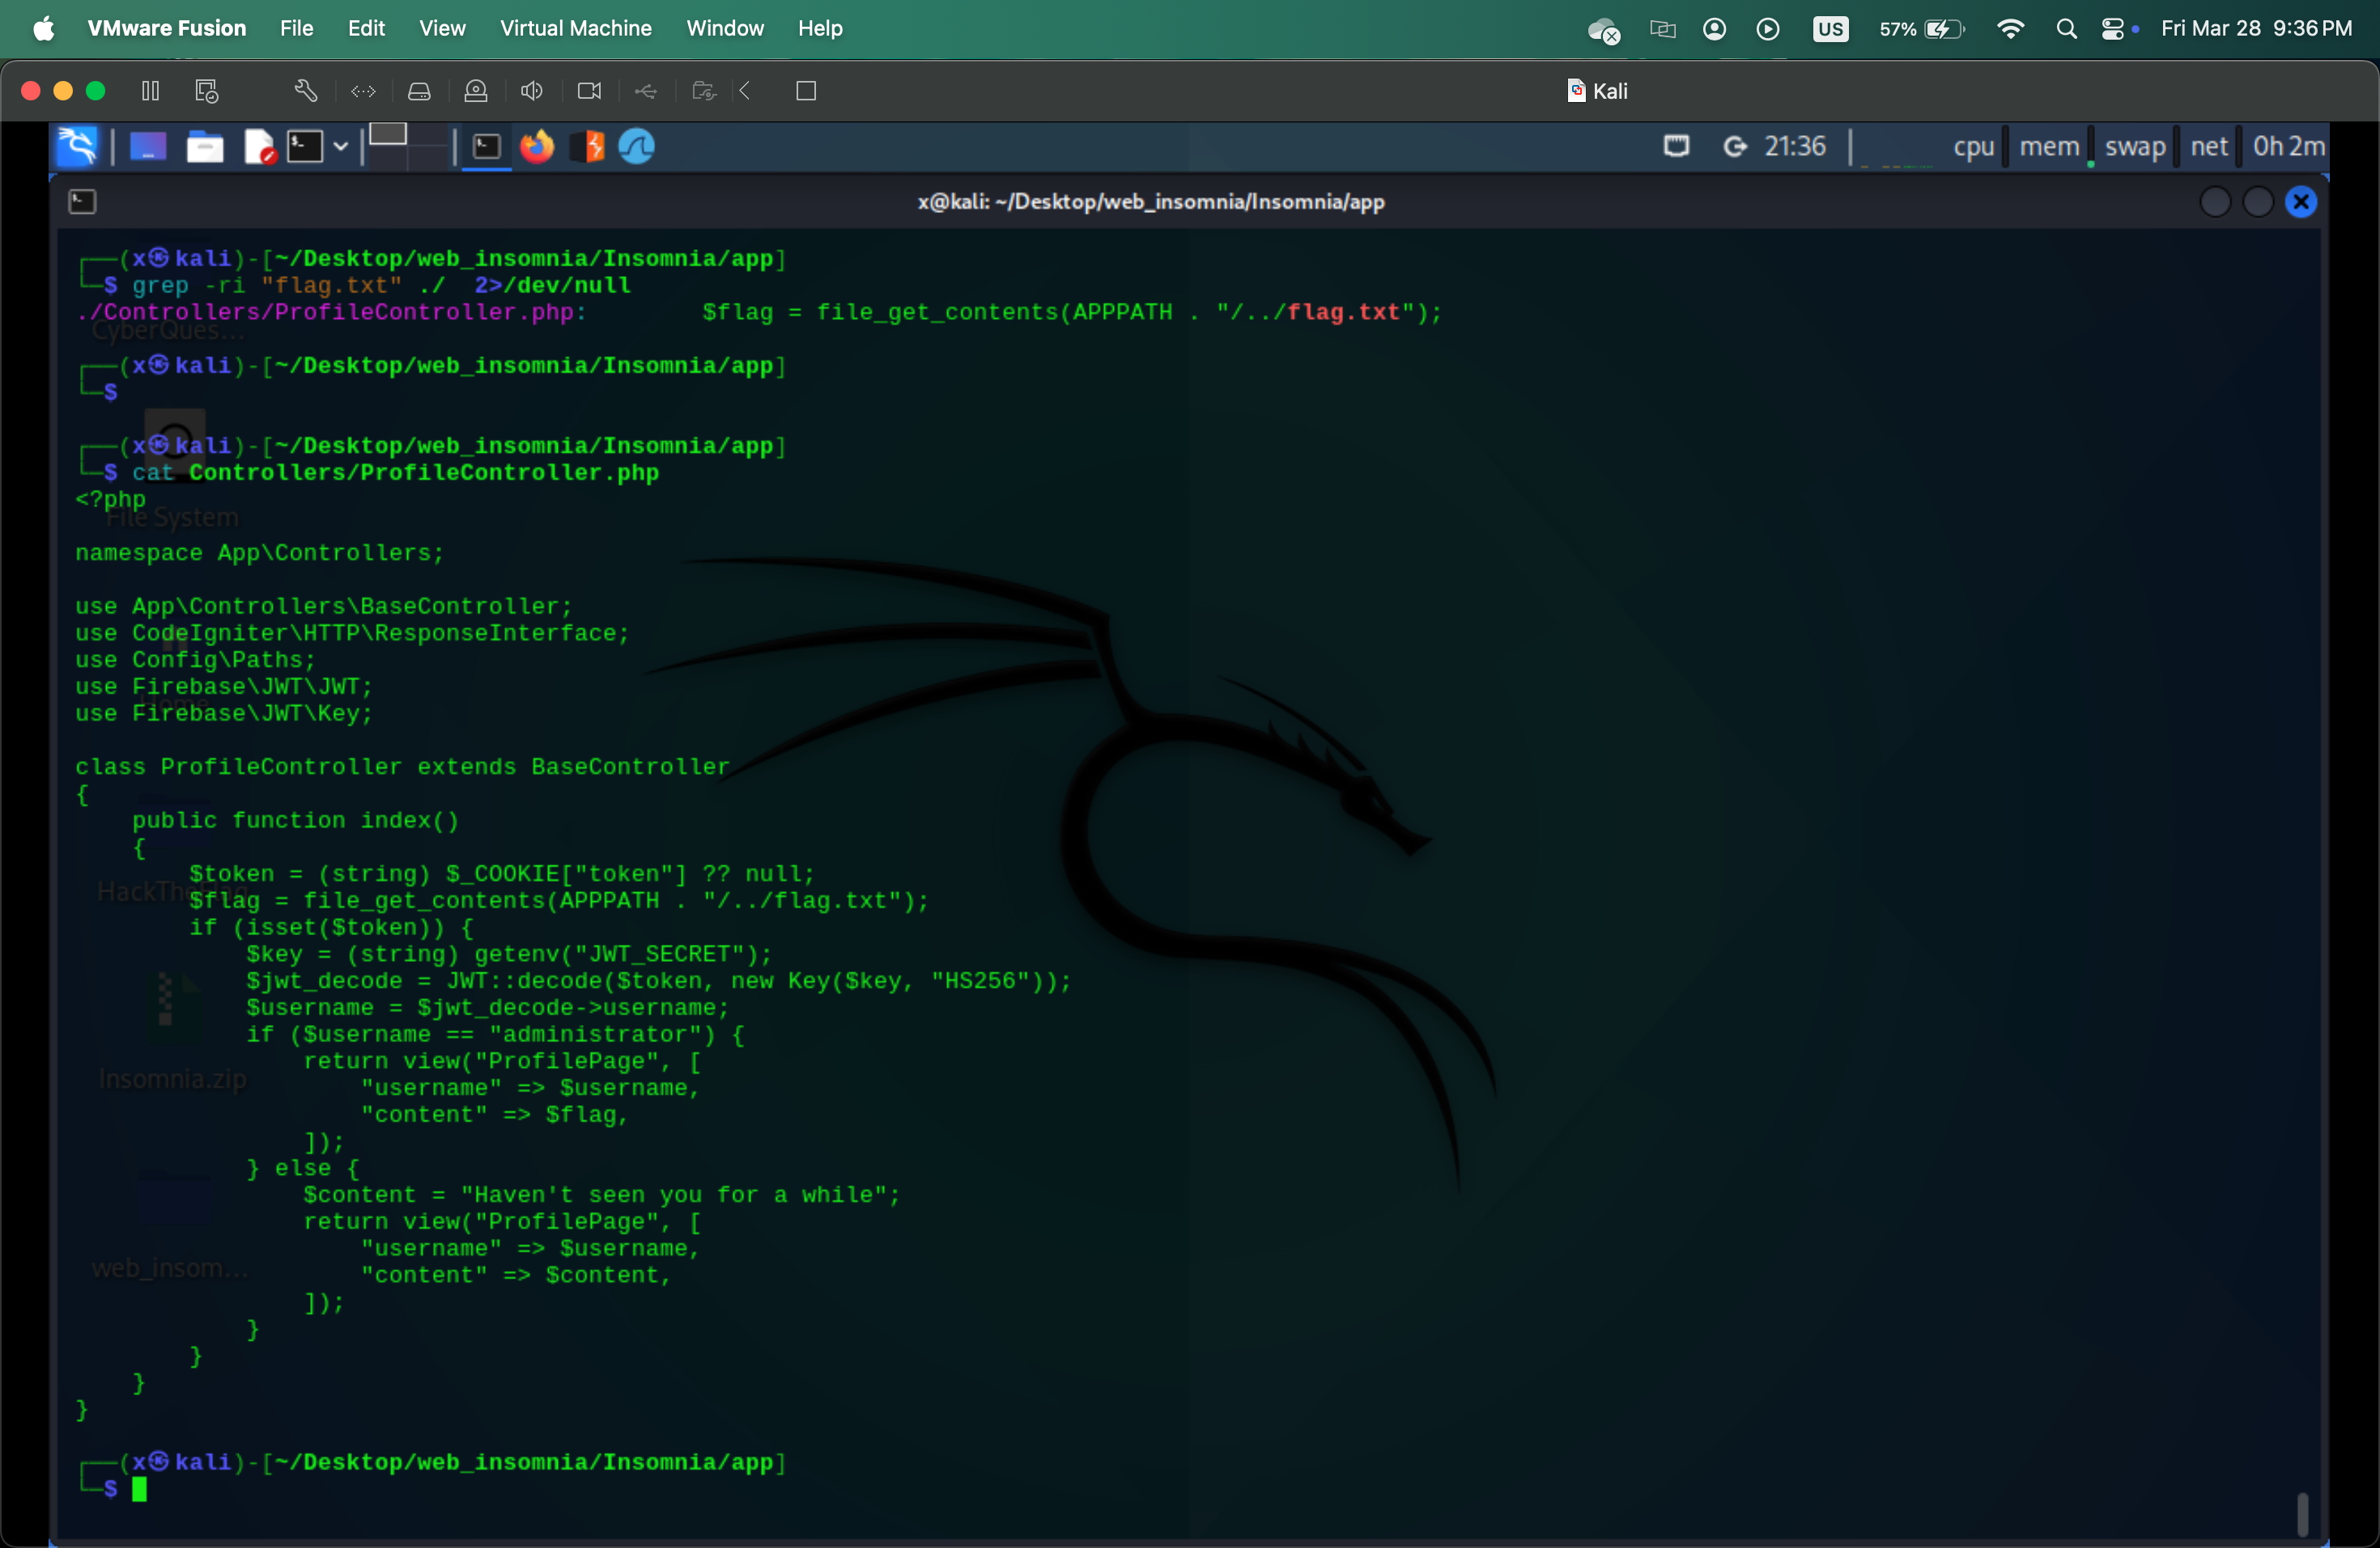 VMware Fusion File Edit View Virtual Machine Window Help US 57% Fri Mar 28 9:36 PM
Kali
21:36 cpu mem swap net 0h 2m
x@kali: ~/Desktop/web_insomnia/Insomnia/app
┌──(x㉿kali)-[~/Desktop/web_insomnia/Insomnia/app]
└─$ grep -ri "flag.txt" ./  2>/dev/null
./Controllers/ProfileController.php:        $flag = file_get_contents(APPPATH . "/../flag.txt");
CyberQues...
┌──(x㉿kali)-[~/Desktop/web_insomnia/Insomnia/app]
└─$
┌──(x㉿kali)-[~/Desktop/web_insomnia/Insomnia/app]
└─$ cat Controllers/ProfileController.php
<?php
File System
namespace App\Controllers;
use App\Controllers\BaseController;
use CodeIgniter\HTTP\ResponseInterface;
use Config\Paths;
use Firebase\JWT\JWT;
Home
use Firebase\JWT\Key;
class ProfileController extends BaseController
{
    public function index()
    {
        $token = (string) $_COOKIE["token"] ?? null;
HackTheFlag
        $flag = file_get_contents(APPPATH . "/../flag.txt");
        if (isset($token)) {
            $key = (string) getenv("JWT_SECRET");
            $jwt_decode = JWT::decode($token, new Key($key, "HS256"));
            $username = $jwt_decode->username;
            if ($username == "administrator") {
                return view("ProfilePage", [
Insomnia.zip
                    "username" => $username,
                    "content" => $flag,
                ]);
            } else {
                $content = "Haven't seen you for a while";
                return view("ProfilePage", [
                    "username" => $username,
web_insom...
                    "content" => $content,
                ]);
            }
        }
    }
}
┌──(x㉿kali)-[~/Desktop/web_insomnia/Insomnia/app]
└─$